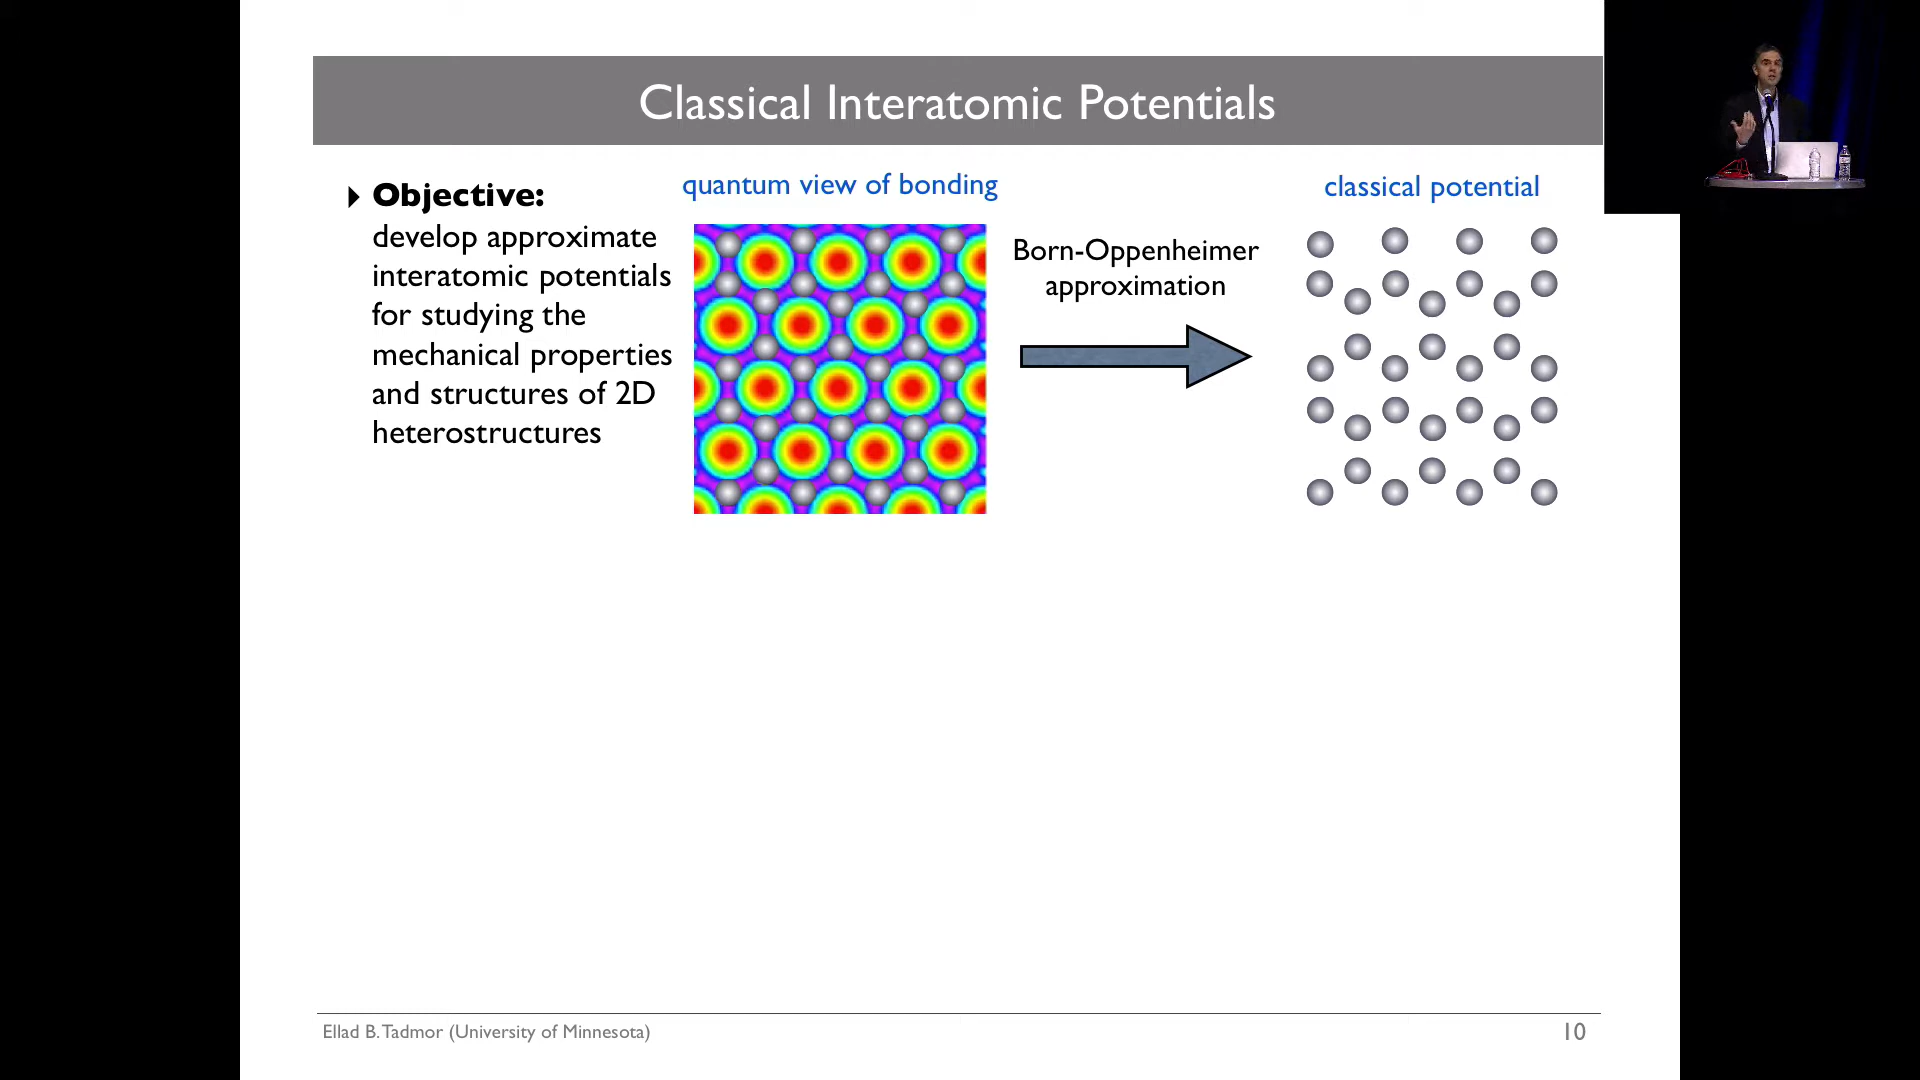 Classical Interatomic Potentials
Objective:
develop approximate
interatomic potentials
for studying the
mechanical properties
and structures of 2D
heterostructures
quantum view of bonding
Born-Oppenheimer
approximation
classical potential
Ellad B. Tadmor (University of Minnesota)
10